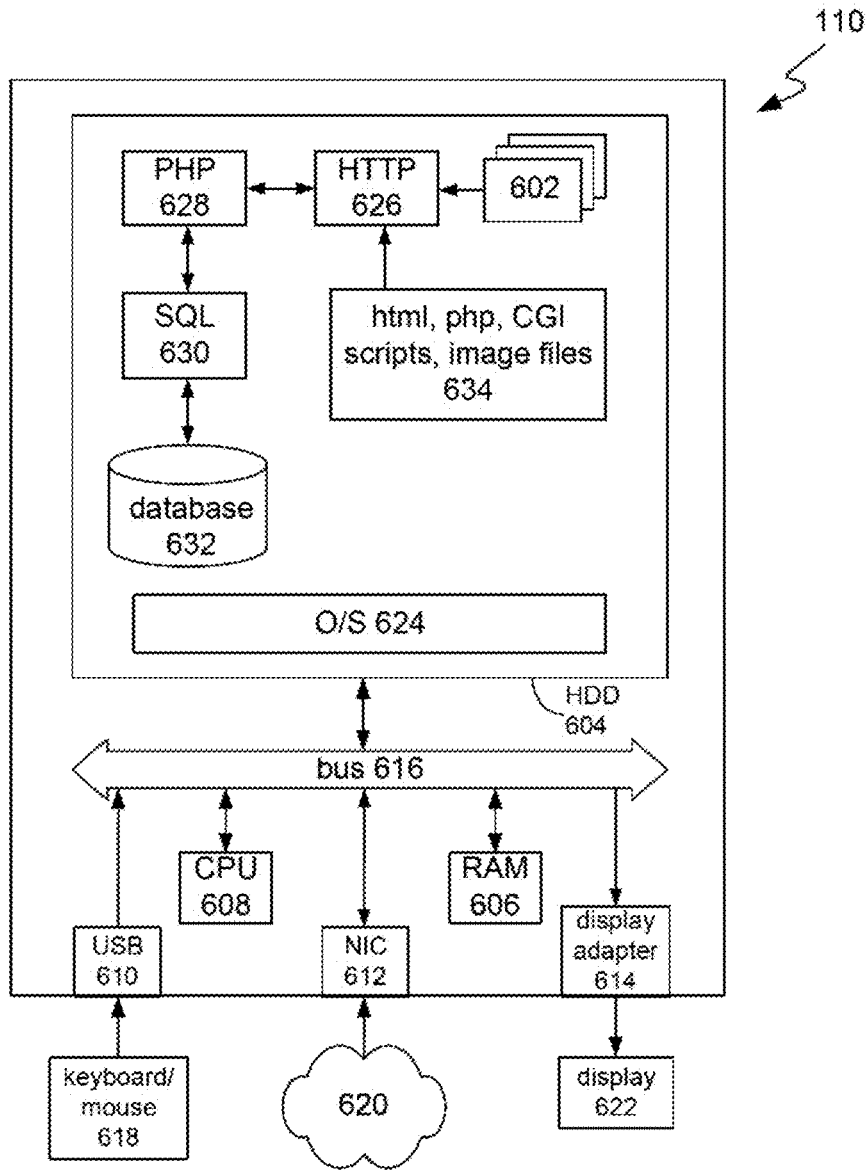 110
PHP
628
HTTP
626
602
SQL
630
html, php, CGI
scripts, image files
634
database
632
O/S 624
HDD
604
bus 616
CPU
608
RAM
606
USB
610
NIC
612
display
adapter
614
keyboard/
mouse
618
620
display
622